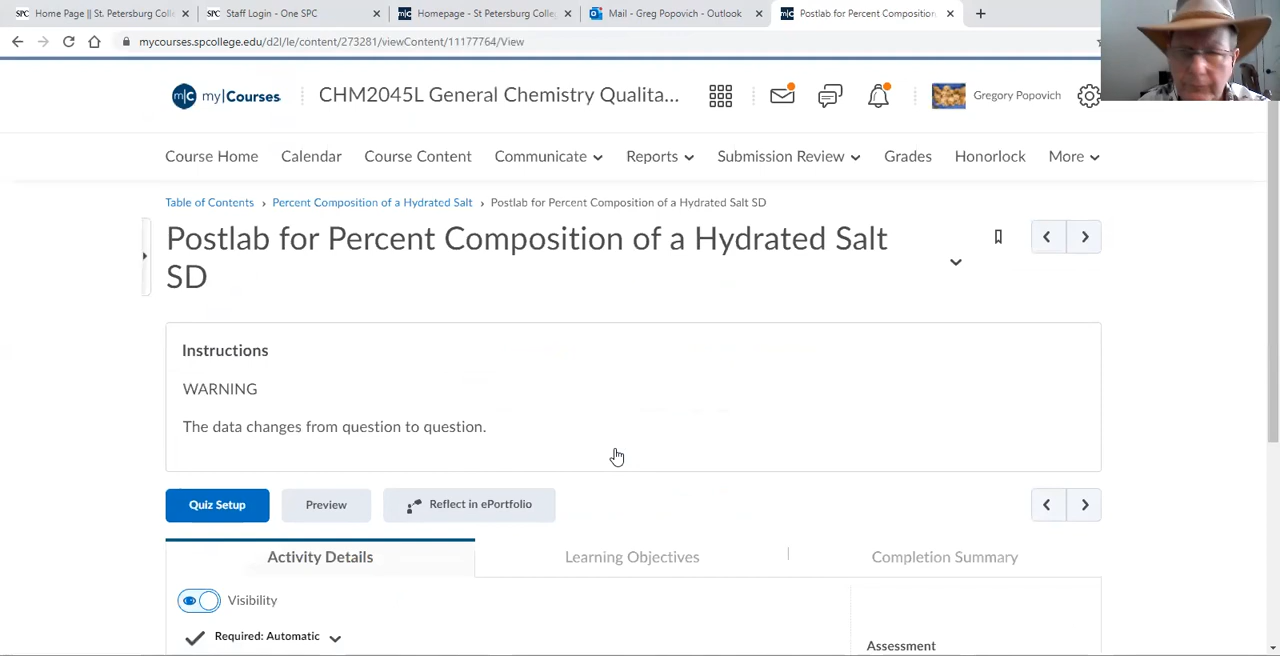 SPC Home Page || St. Petersburg Coll
SPC Staff Login - One SPC
Homepage - St Petersburg Colle
Mail - Greg Popovich - Outlook
Postlab for Percent Composition
mycourses.spcollege.edu/d2l/le/content/273281/viewContent/11177764/View
m|C my|Courses CHM2045L General Chemistry Qualita... Gregory Popovich
Course Home Calendar Course Content Communicate Reports Submission Review Grades Honorlock More
Table of Contents › Percent Composition of a Hydrated Salt › Postlab for Percent Composition of a Hydrated Salt SD
Postlab for Percent Composition of a Hydrated Salt
SD
Instructions
WARNING
The data changes from question to question.
Quiz Setup Preview Reflect in ePortfolio
Activity Details Learning Objectives Completion Summary
Visibility
Required: Automatic
Assessment